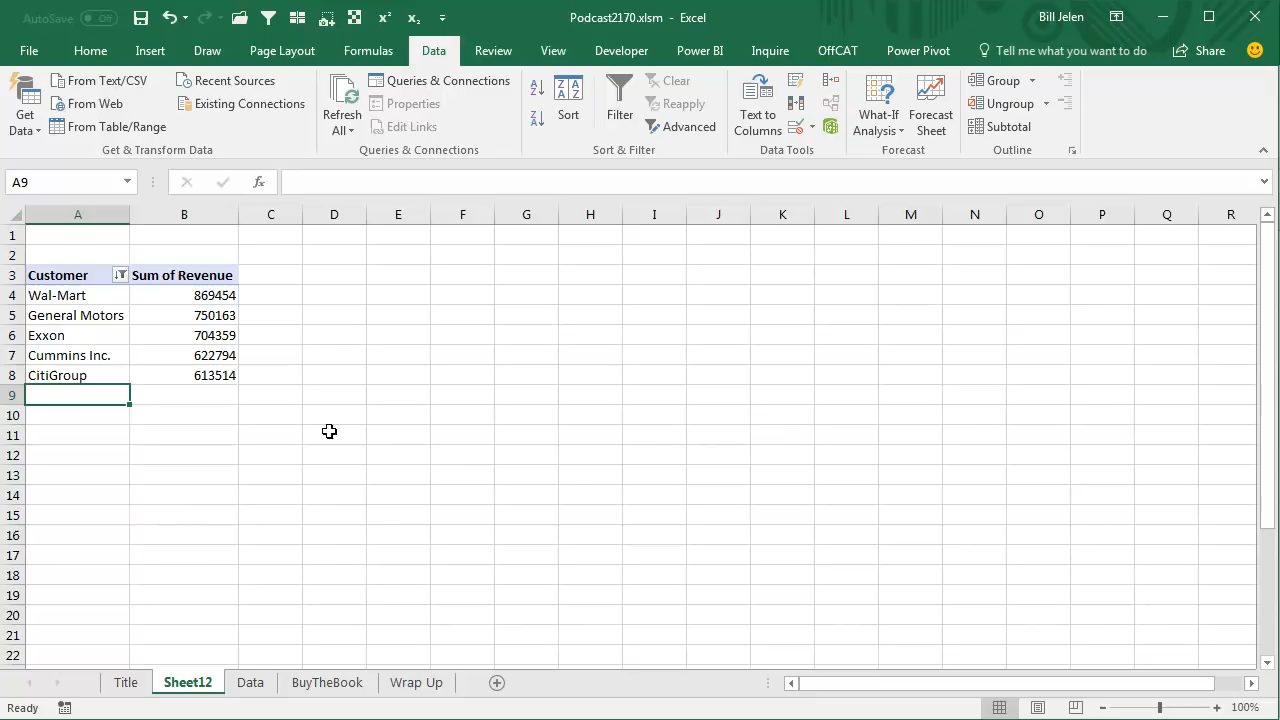 AutoSave Off
Podcast2170.xlsm - Excel
Bill Jelen
File Home Insert Draw Page Layout Formulas Data Review View Developer Power BI Inquire OffCAT Power Pivot Tell me what you want to do Share
Get Data
From Text/CSV
From Web
From Table/Range
Recent Sources
Existing Connections
Get & Transform Data
Refresh All
Queries & Connections
Properties
Edit Links
Queries & Connections
Sort
Filter
Clear
Reapply
Advanced
Sort & Filter
Text to Columns
Data Tools
What-If Analysis
Forecast Sheet
Forecast
Group
Ungroup
Subtotal
Outline
A9
fx
A B C D E F G H I J K L M N O P Q R
1
2
3 Customer Sum of Revenue
4 Wal-Mart 869454
5 General Motors 750163
6 Exxon 704359
7 Cummins Inc. 622794
8 CitiGroup 613514
9
10
11
12
13
14
15
16
17
18
19
20
21
22
Title Sheet12 Data BuyTheBook Wrap Up
Ready
100%